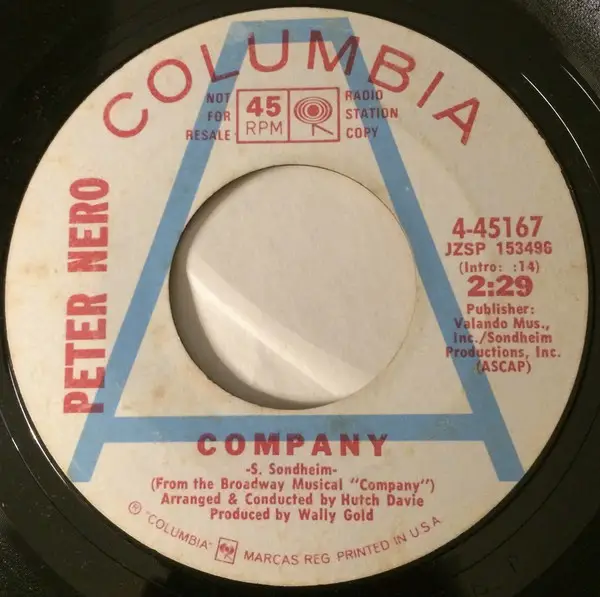 COLUMBIA
NOT
FOR
RESALE
45
RPM
RADIO
STATION
COPY
A
PETER NERO
4-45167
JZSP 153496
(Intro: :14)
2:29
Publisher:
Valando Mus.,
Inc./Sondheim
Productions, Inc.
(ASCAP)
COMPANY
-S. Sondheim-
(From the Broadway Musical "Company")
Arranged & Conducted by Hutch Davie
Produced by Wally Gold
® "COLUMBIA" MARCAS REG PRINTED IN U.S.A.